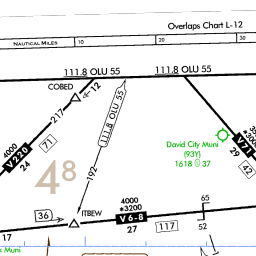 Overlaps Chart L-12
NAUTICAL MILES
10
20
30
111.8 OLU 55
111.8 OLU 55
COBED
12
217
111.8 OLU 55
4000
V220
24
71
4⁸
192
David City Muni
(93Y)
1618 37
V71
29
42
36
ITBEW
4000
*3200
V 6-8
27
117
65
52
17
Muni